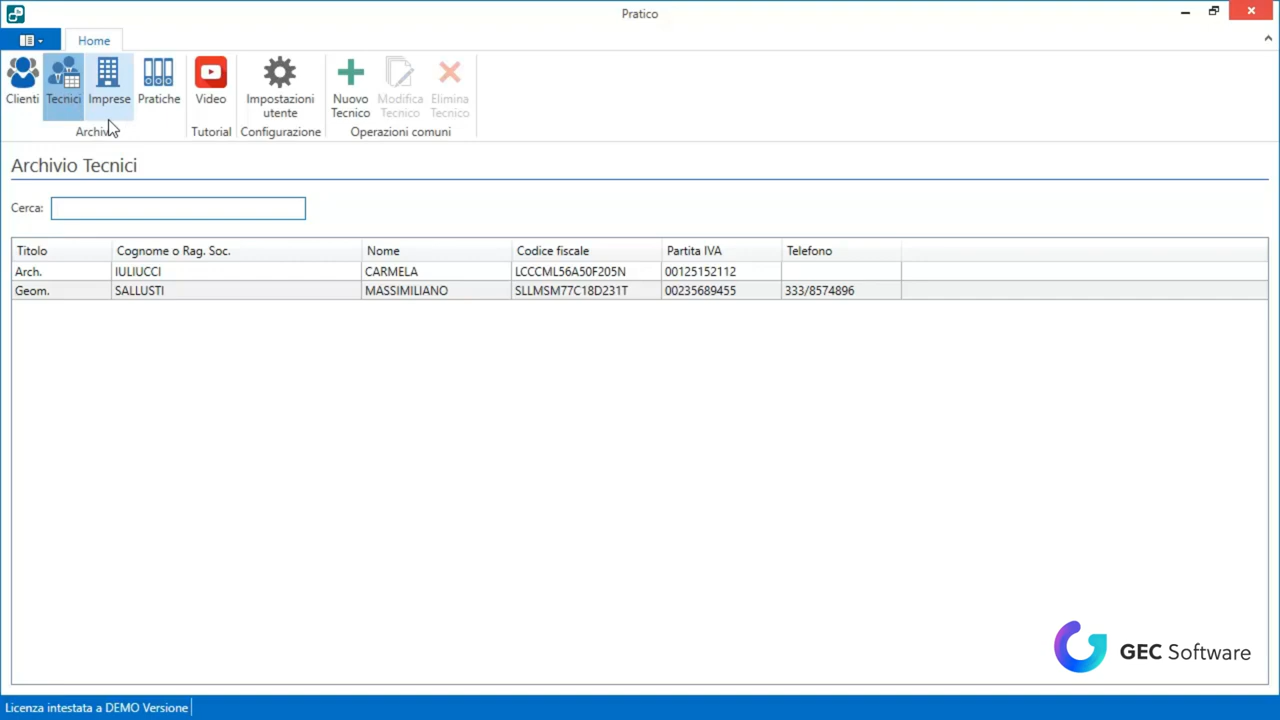 Pratico
Home
Clienti Tecnici Imprese Pratiche Video Impostazioni utente Nuovo Tecnico Modifica Tecnico Elimina Tecnico
Tutorial Configurazione Operazioni comuni
Archivio Tecnici
Cerca:
Titolo Cognome o Rag. Soc. Nome Codice fiscale Partita IVA Telefono
Arch. IULIUCCI CARMELA LCCCML56A50F205N 00125152112
Geom. SALLUSTI MASSIMILIANO SLLMSM77C18D231T 00235689455 333/8574896
GEC Software
Licenza intestata a DEMO Versione